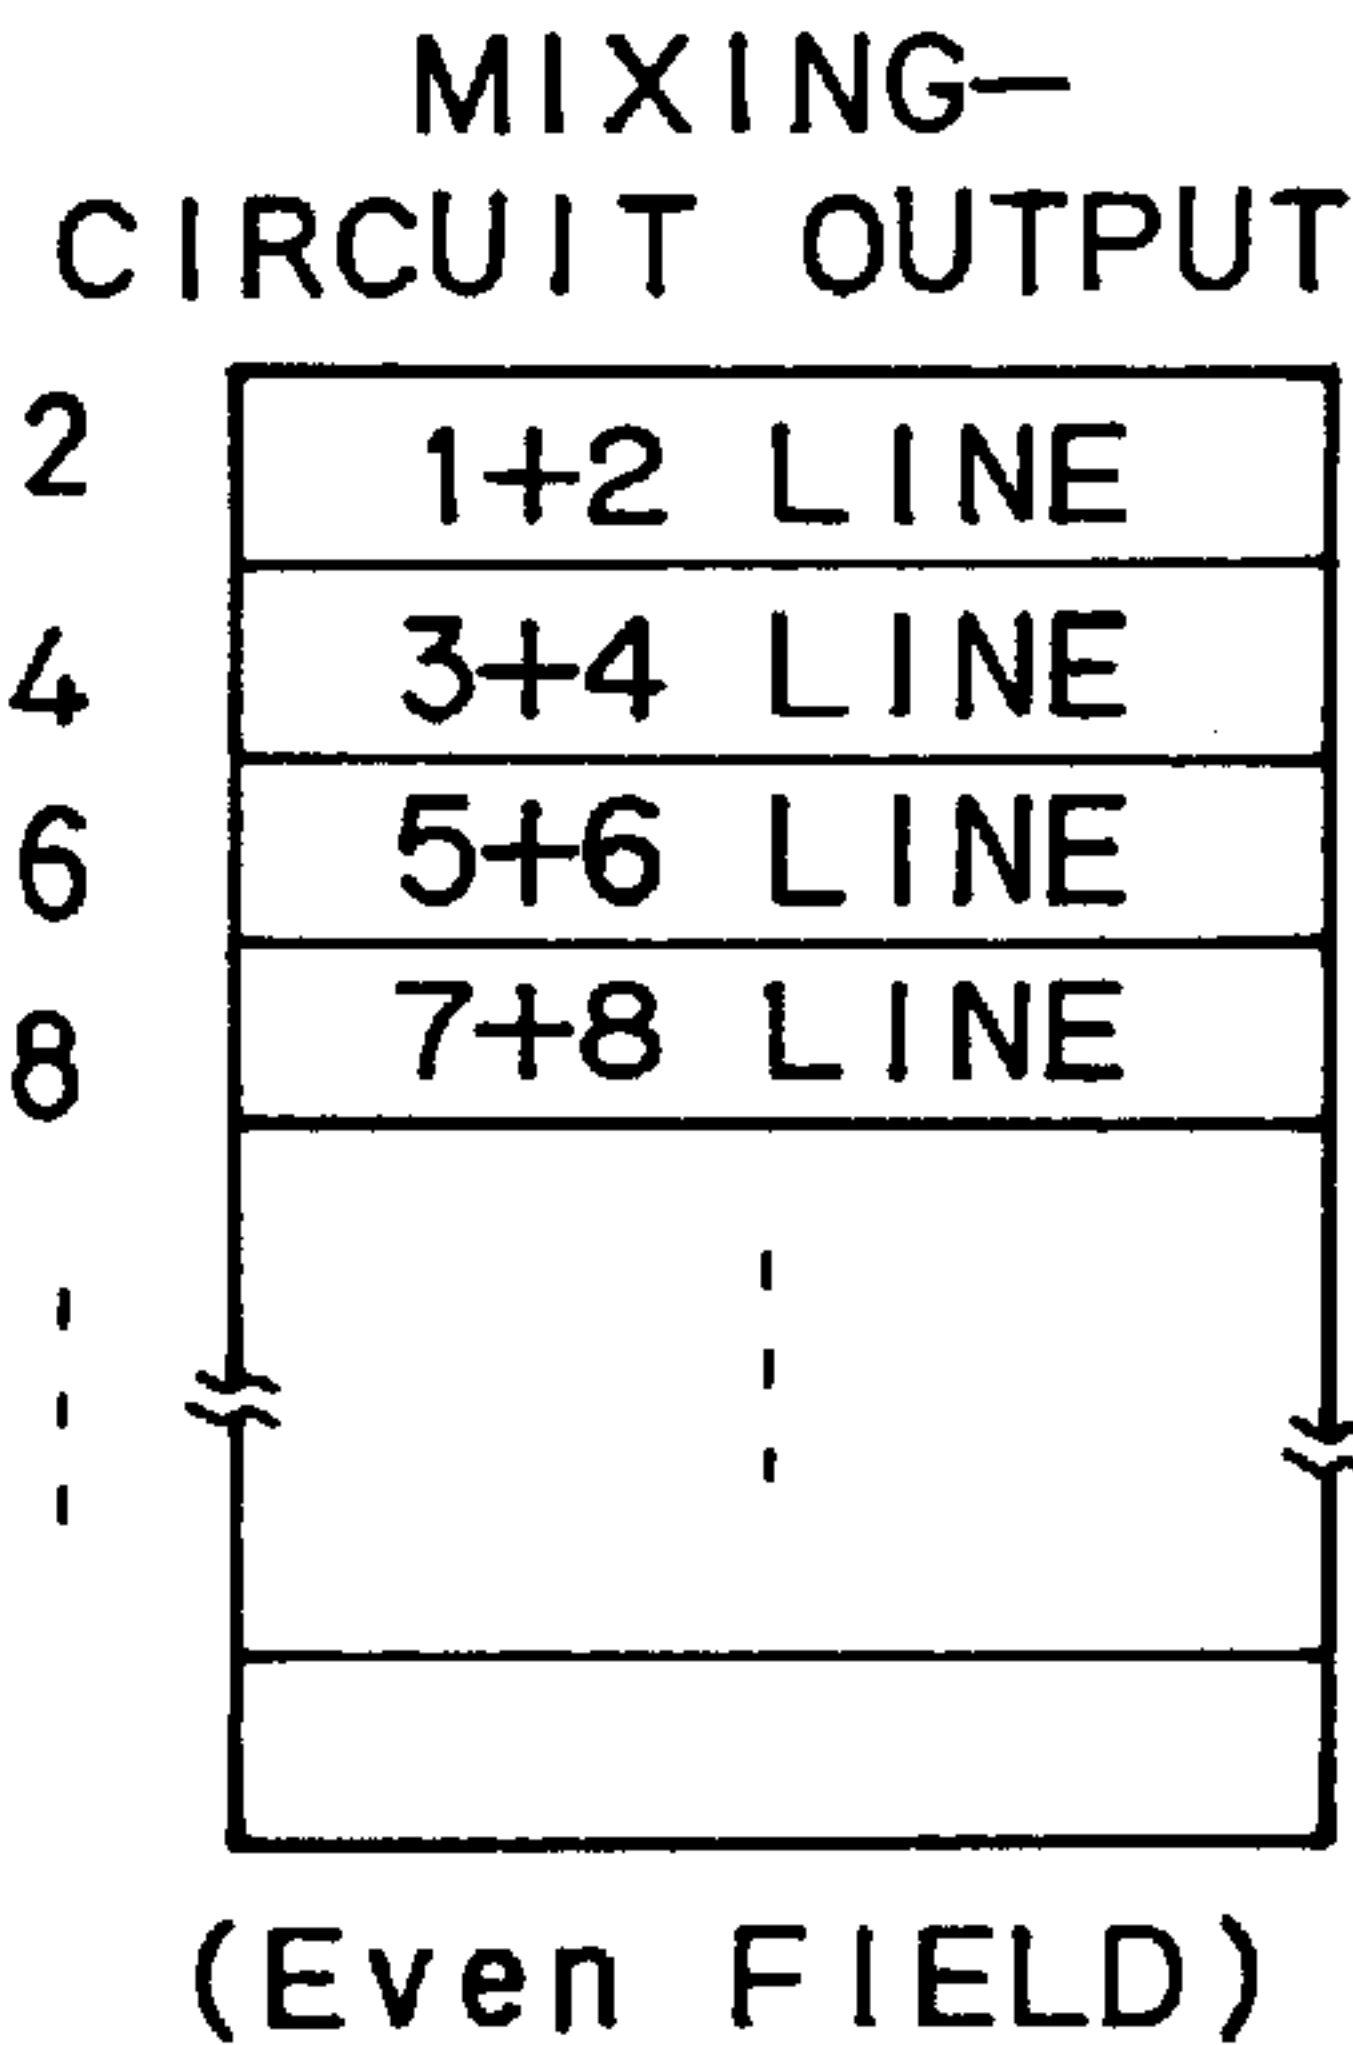 MIXING-
CIRCUIT OUTPUT
2 1+2 LINE
4 3+4 LINE
6 5+6 LINE
8 7+8 LINE
(Even FIELD)